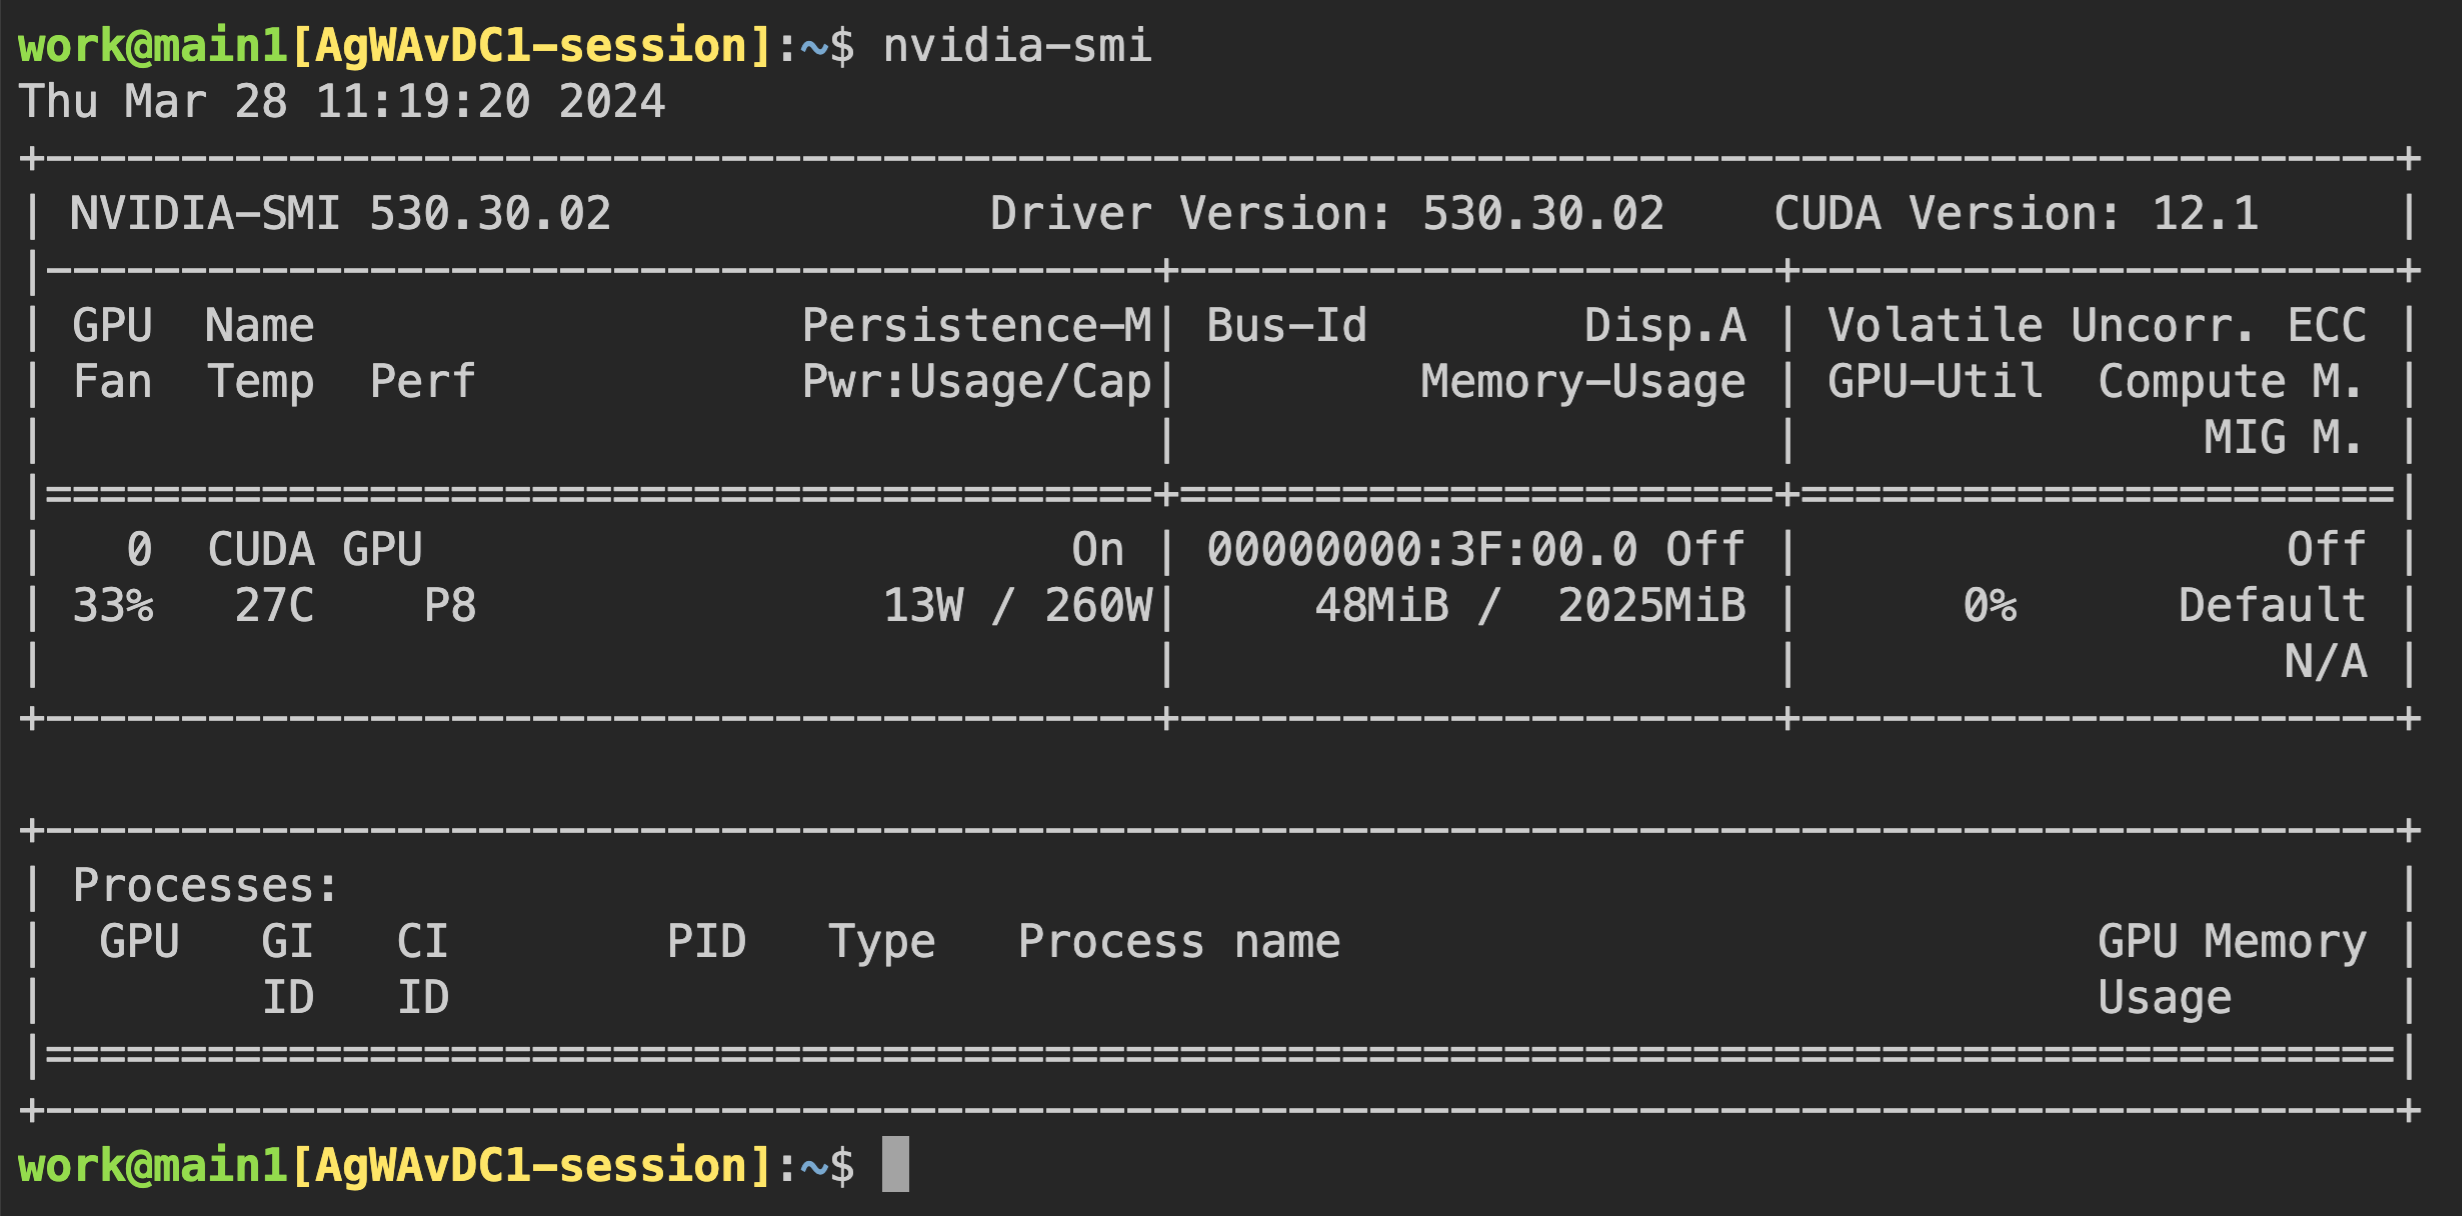 work@main1[AgWAvDC1-session]:~$ nvidia-smi
Thu Mar 28 11:19:20 2024
+---------------------------------------------------------------------------------------+
| NVIDIA-SMI 530.30.02              Driver Version: 530.30.02    CUDA Version: 12.1     |
|-----------------------------------------+----------------------+----------------------+
| GPU  Name                  Persistence-M| Bus-Id        Disp.A | Volatile Uncorr. ECC |
| Fan  Temp  Perf            Pwr:Usage/Cap|         Memory-Usage | GPU-Util  Compute M. |
|                                         |                      |               MIG M. |
|=========================================+======================+======================|
|   0  CUDA GPU                        On | 00000000:3F:00.0 Off |                  Off |
| 33%   27C    P8               13W / 260W|     48MiB /  2025MiB |      0%      Default |
|                                         |                      |                  N/A |
+-----------------------------------------+----------------------+----------------------+
+---------------------------------------------------------------------------------------+
| Processes:                                                                            |
|  GPU   GI   CI        PID   Type   Process name                            GPU Memory |
|        ID   ID                                                             Usage      |
|=======================================================================================|
+---------------------------------------------------------------------------------------+
work@main1[AgWAvDC1-session]:~$